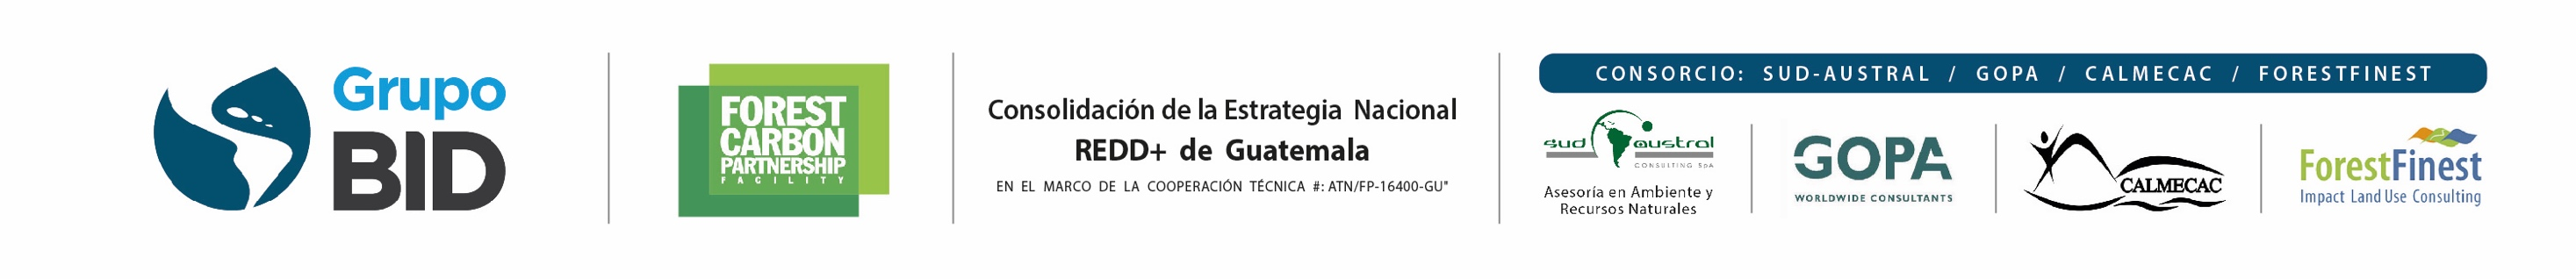 Grupo
BID
FOREST
CARBON
PARTNERSHIP
FACILITY
Consolidación de la Estrategia Nacional
REDD+ de Guatemala
EN EL MARCO DE LA COOPERACIÓN TÉCNICA #: ATN/FP-16400-GU"
CONSORCIO: SUD-AUSTRAL / GOPA / CALMECAC / FORESTFINEST
sud austral
CONSULTING SpA
Asesoría en Ambiente y
Recursos Naturales
GOPA
WORLDWIDE CONSULTANTS
CALMECAC
ForestFinest
Impact Land Use Consulting